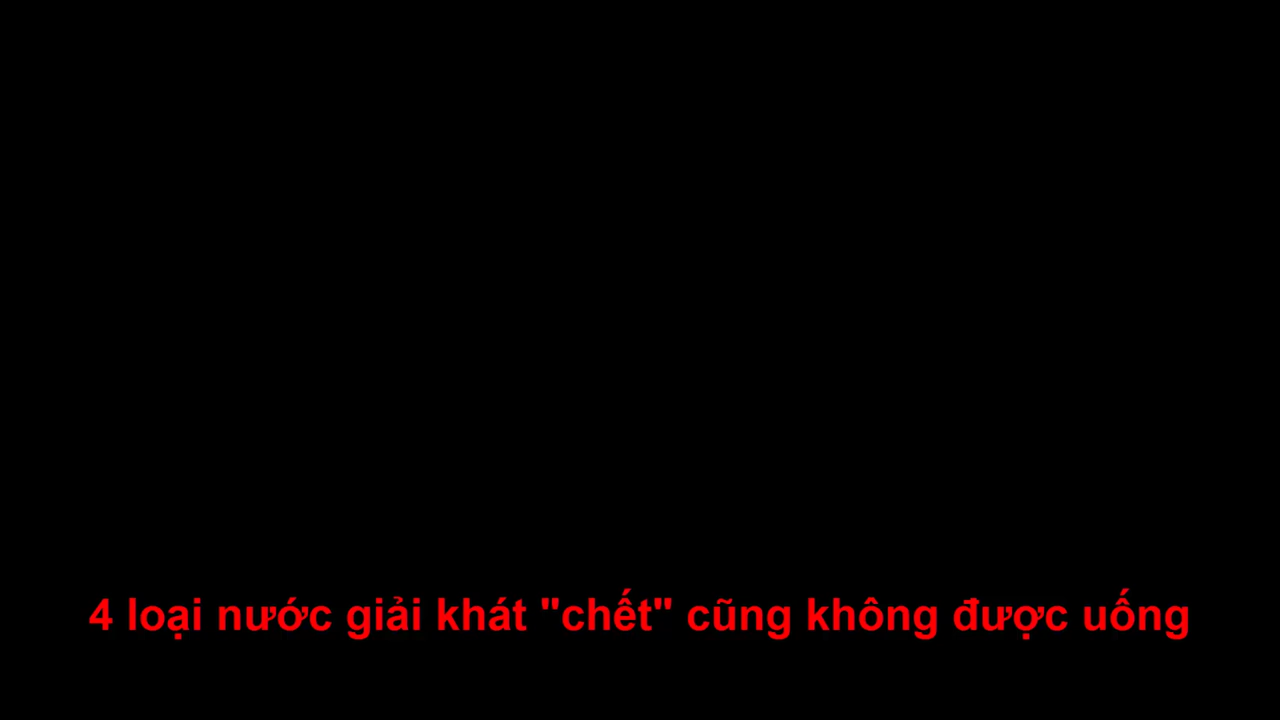 4 loại nước giải khát "chết" cũng không được uống